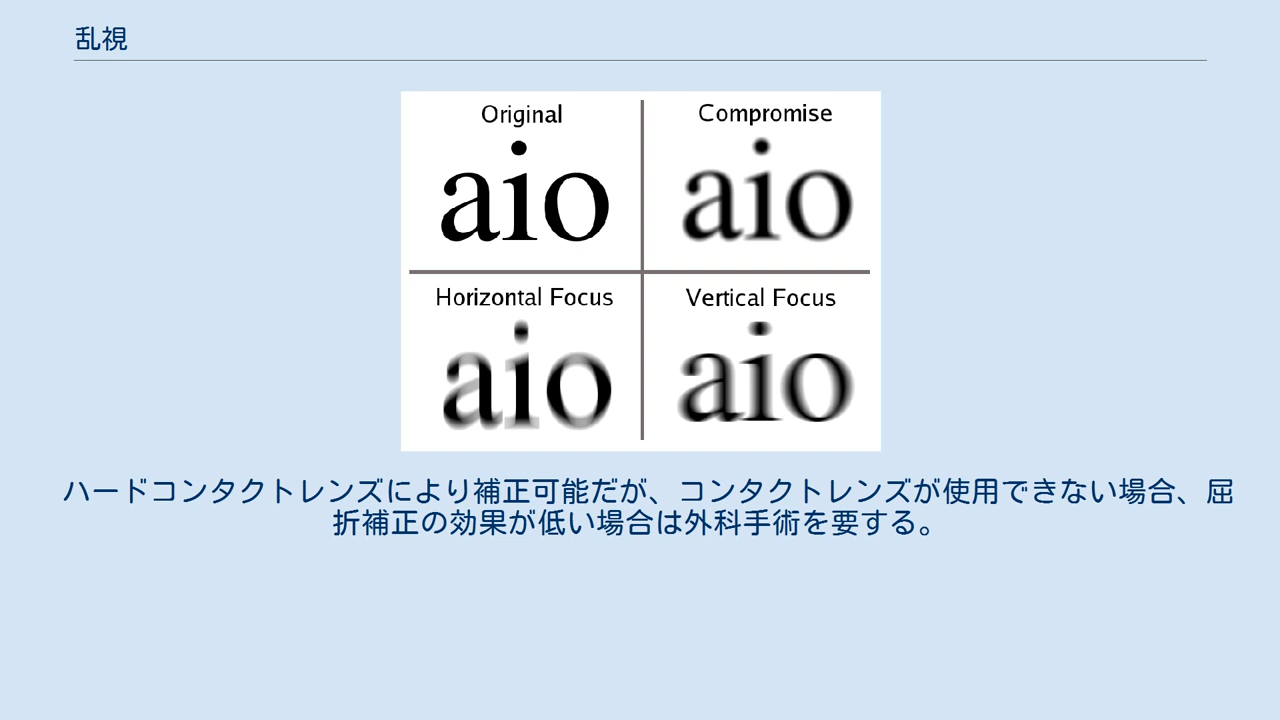 乱視
Original
Compromise
aio
aio
Horizontal Focus
Vertical Focus
aio
aio
ハードコンタクトレンズにより補正可能だが、コンタクトレンズが使用できない場合、屈
折補正の効果が低い場合は外科手術を要する。